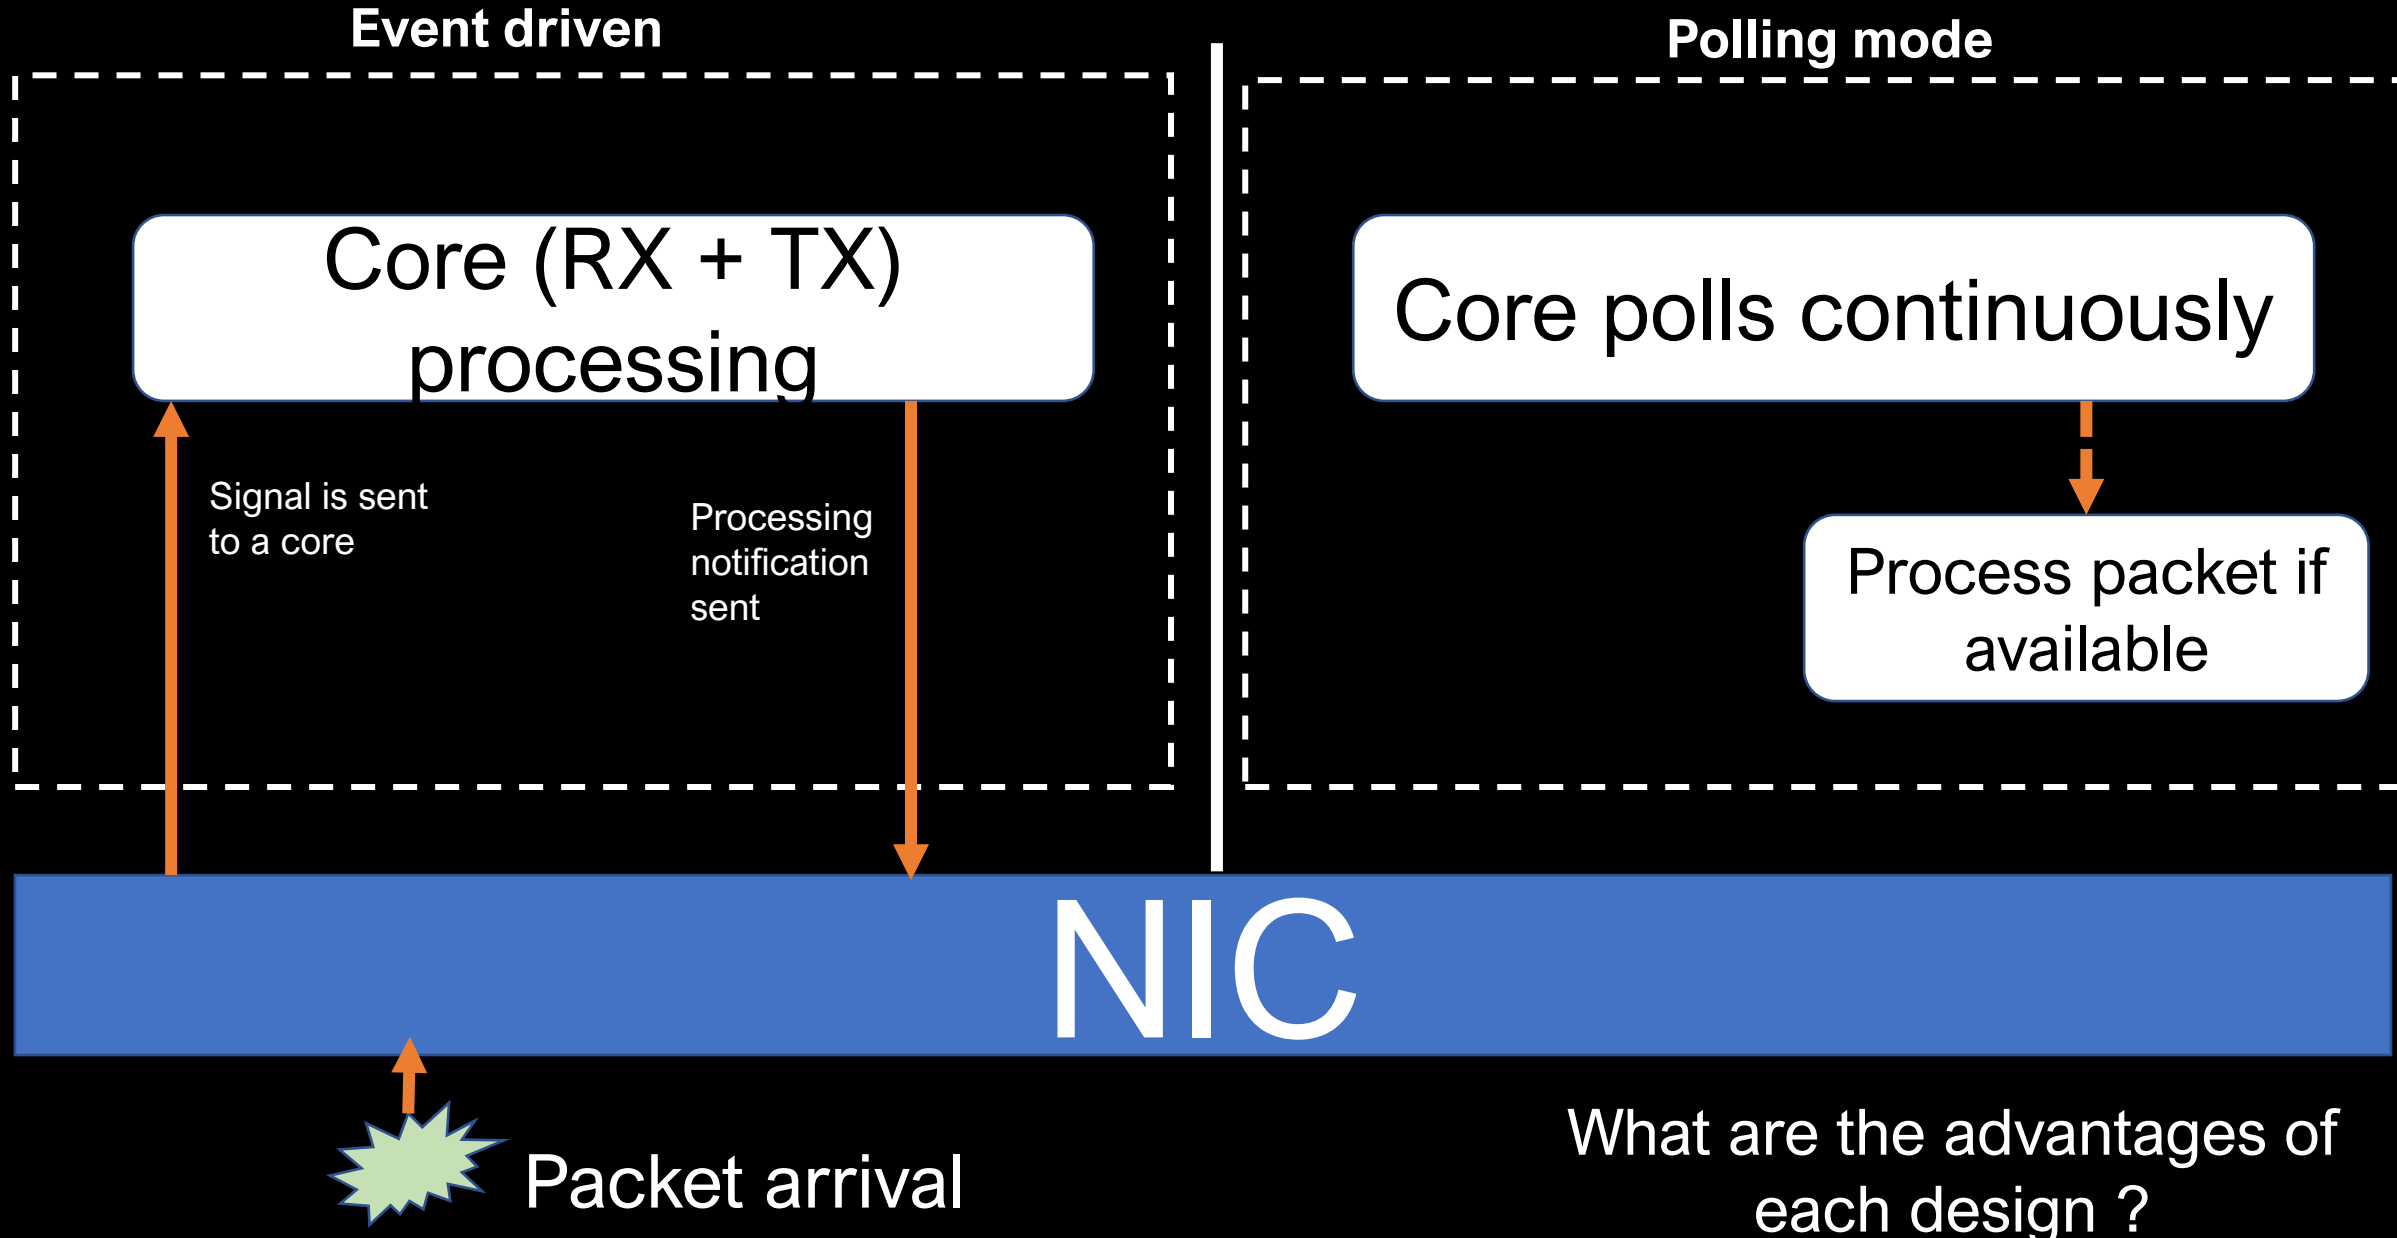 Event driven
Polling mode
Core (RX + TX)
processing
Core polls continuously
Signal is sent
to a core
Processing
notification
sent
Process packet if
available
NIC
Packet arrival
What are the advantages of
each design ?